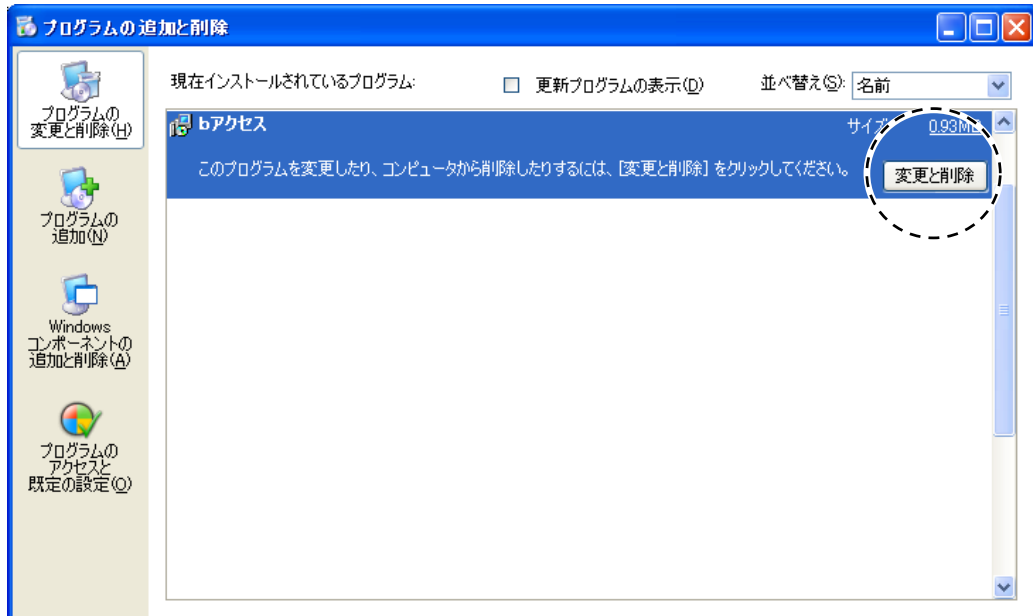 プログラムの追加と削除
現在インストールされているプログラム:
更新プログラムの表示(D)
並べ替え(S):
名前
プログラムの
変更と削除(H)
bアクセス
サイズ
0.93MB
このプログラムを変更したり、コンピュータから削除したりするには、[変更と削除] をクリックしてください。
変更と削除
プログラムの
追加(N)
Windows
コンポーネントの
追加と削除(A)
プログラムの
アクセスと
既定の設定(O)